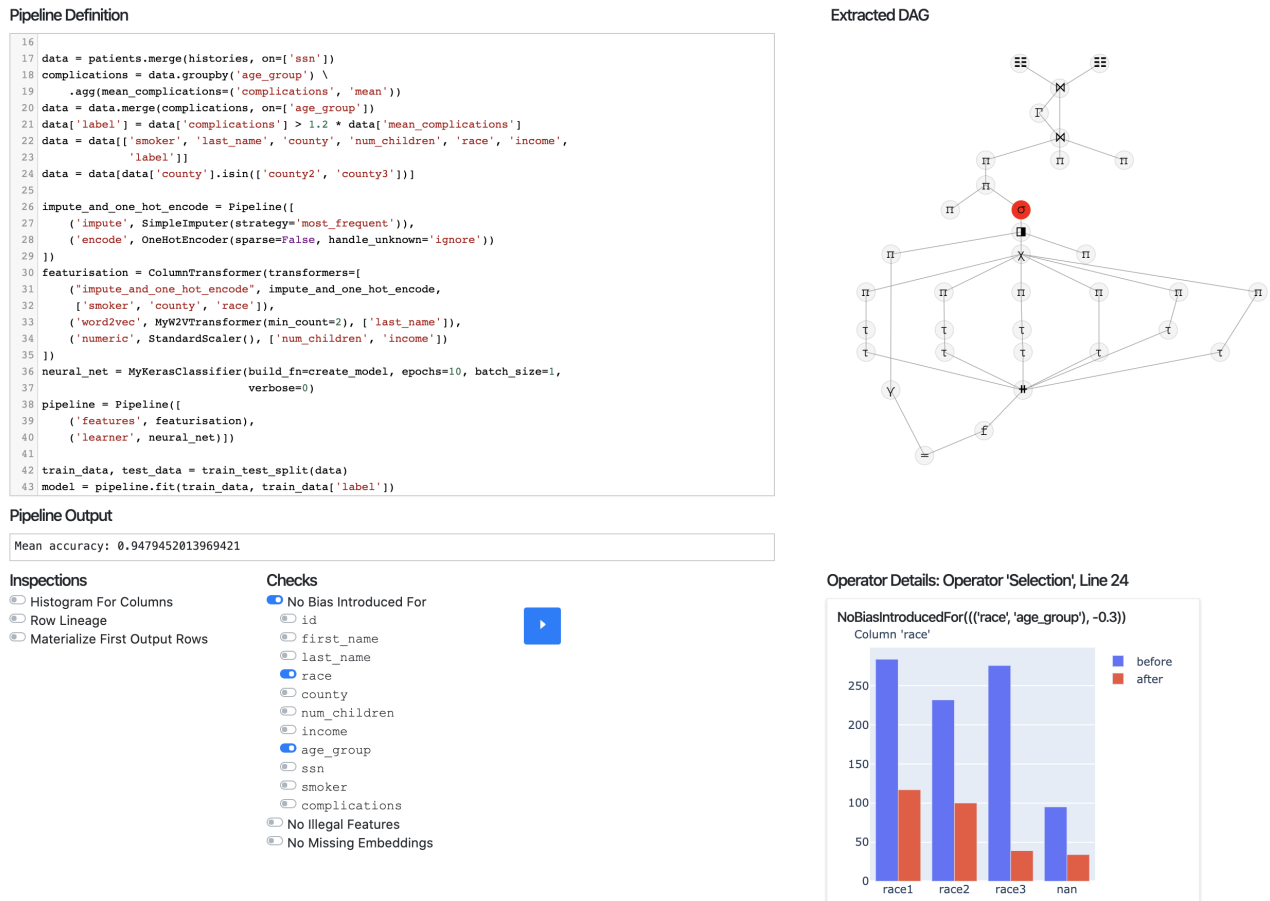 Pipeline Definition
16
17 data = patients.merge(histories, on=['ssn'])
18 complications = data.groupby('age_group') \
19     .agg(mean_complications=('complications', 'mean'))
20 data = data.merge(complications, on=['age_group'])
21 data['label'] = data['complications'] > 1.2 * data['mean_complications']
22 data = data[['smoker', 'last_name', 'county', 'num_children', 'race', 'income',
23              'label']]
24 data = data[data['county'].isin(['county2', 'county3'])]
25
26 impute_and_one_hot_encode = Pipeline([
27     ('impute', SimpleImputer(strategy='most_frequent')),
28     ('encode', OneHotEncoder(sparse=False, handle_unknown='ignore'))
29 ])
30 featurisation = ColumnTransformer(transformers=[
31     ("impute_and_one_hot_encode", impute_and_one_hot_encode,
32      ['smoker', 'county', 'race']),
33     ('word2vec', MyW2VTransformer(min_count=2), ['last_name']),
34     ('numeric', StandardScaler(), ['num_children', 'income'])
35 ])
36 neural_net = MyKerasClassifier(build_fn=create_model, epochs=10, batch_size=1,
37                                verbose=0)
38 pipeline = Pipeline([
39     ('features', featurisation),
40     ('learner', neural_net)])
41
42 train_data, test_data = train_test_split(data)
43 model = pipeline.fit(train_data, train_data['label'])
Extracted DAG
⋈
Γ
⋈
π π π
π
π σ
π π
χ
π π π π π π
τ τ τ τ
τ τ τ τ τ
γ
f
=
Pipeline Output
Mean accuracy: 0.9479452013969421
Inspections
Histogram For Columns
Row Lineage
Materialize First Output Rows
Checks
No Bias Introduced For
id
first_name
last_name
race
county
num_children
income
age_group
ssn
smoker
complications
No Illegal Features
No Missing Embeddings
Operator Details: Operator 'Selection', Line 24
NoBiasIntroducedFor((('race', 'age_group'), -0.3))
Column 'race'
before
after
250
200
150
100
50
0
race1 race2 race3 nan